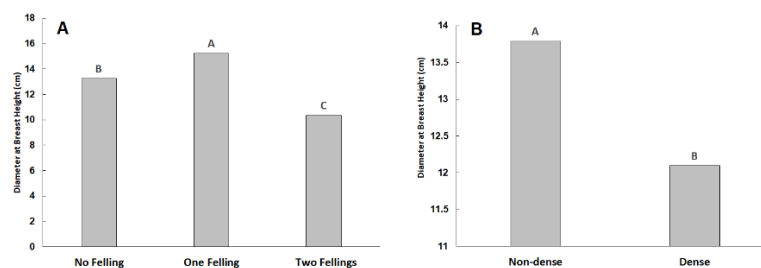 A
Diameter at Breast Height (cm)
18
16
14
12
10
8
6
4
2
0
B
A
C
No Felling
One Felling
Two Fellings
B
Diameter at Breast Height (cm)
14
13.5
13
12.5
12
11.5
11
A
B
Non-dense
Dense